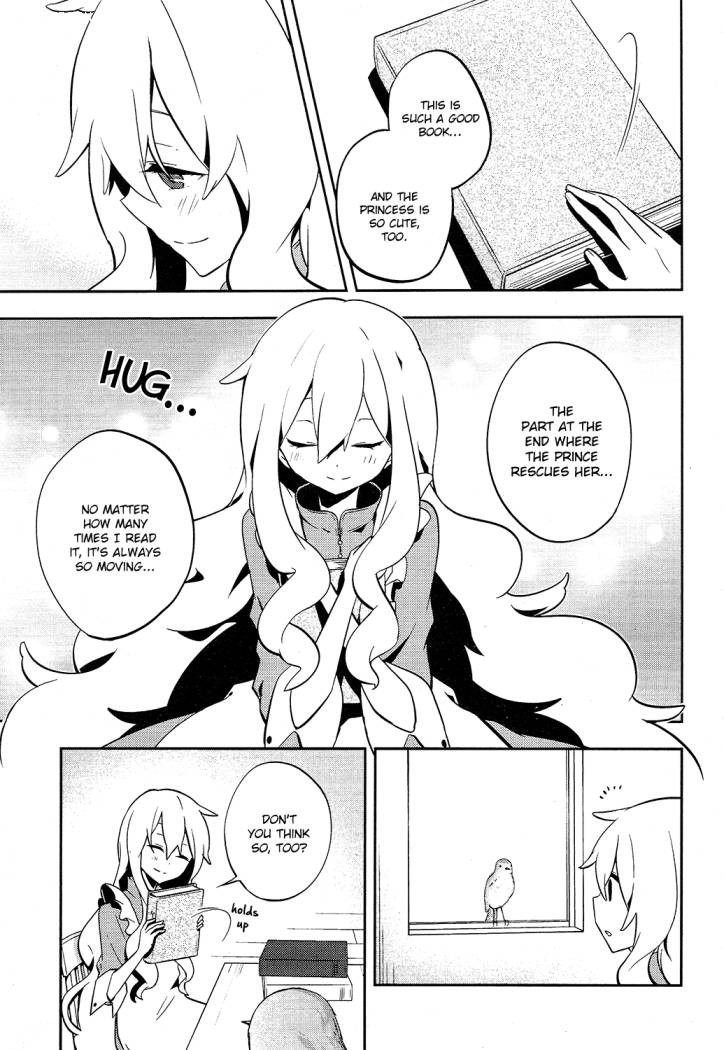 THIS IS
SUCH A GOOD
BOOK...
AND THE
PRINCESS IS
SO CUTE,
TOO.
HUG...
THE
PART AT THE
END WHERE
THE PRINCE
RESCUES HER...
NO MATTER
HOW MANY
TIMES I READ
IT, IT'S ALWAYS
SO MOVING...
DON'T
YOU THINK
SO, TOO?
holds
up